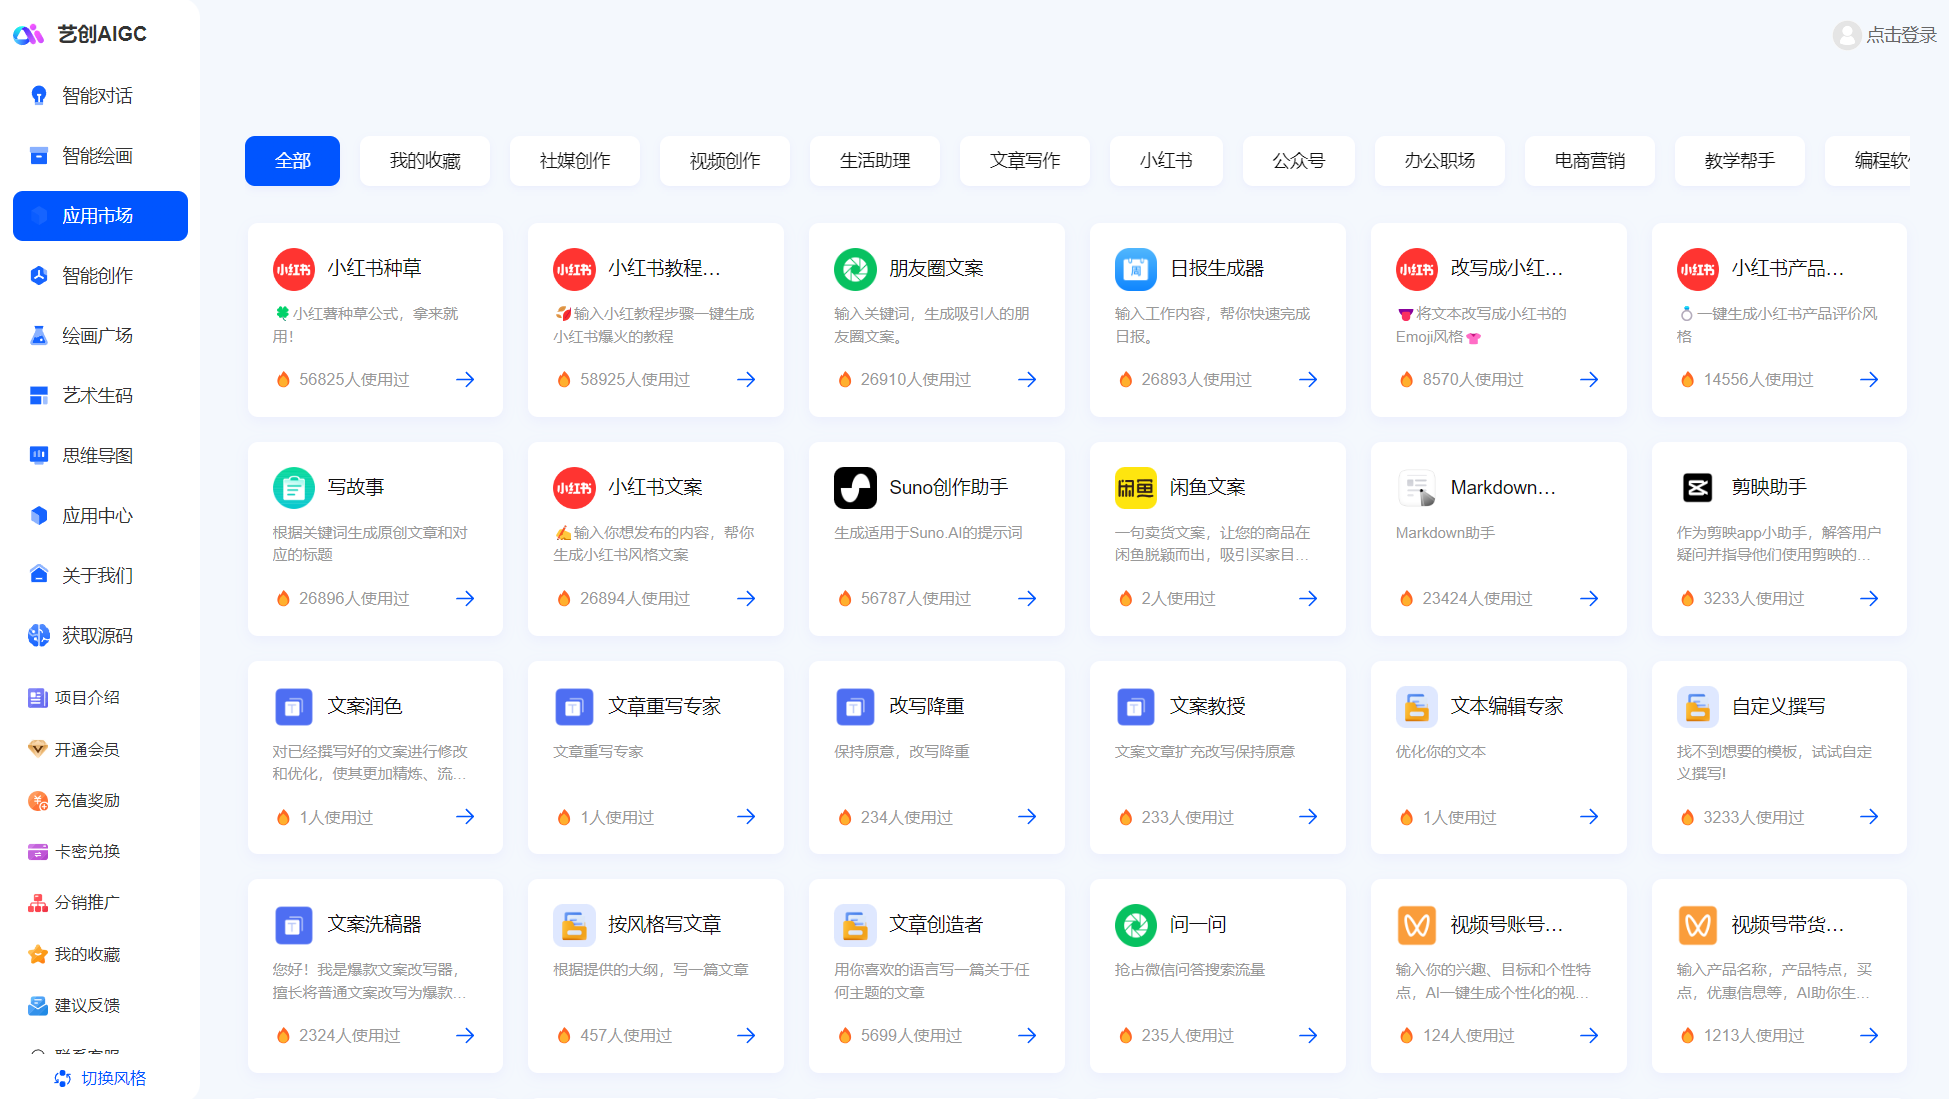 艺创AIGC
点击登录
智能对话
智能绘画
应用市场
智能创作
绘画广场
艺术生码
思维导图
应用中心
关于我们
获取源码
项目介绍
开通会员
充值奖励
卡密兑换
分销推广
我的收藏
建议反馈
联系客服
切换风格
全部
我的收藏
社媒创作
视频创作
生活助理
文章写作
小红书
公众号
办公职场
电商营销
教学帮手
编程软
小红书
小红书种草
小红薯种草公式，拿来就
用！
56825人使用过
小红书
小红书教程...
输入小红教程步骤一键生成
小红书爆火的教程
58925人使用过
朋友圈文案
输入关键词，生成吸引人的朋
友圈文案。
26910人使用过
周
日报生成器
输入工作内容，帮你快速完成
日报。
26893人使用过
小红书
改写成小红...
将文本改写成小红书的
Emoji风格
8570人使用过
小红书
小红书产品...
一键生成小红书产品评价风
格
14556人使用过
写故事
根据关键词生成原创文章和对
应的标题
26896人使用过
小红书
小红书文案
输入你想发布的内容，帮你
生成小红书风格文案
26894人使用过
Suno创作助手
生成适用于Suno.AI的提示词
56787人使用过
闲鱼
闲鱼文案
一句卖货文案，让您的商品在
闲鱼脱颖而出，吸引买家目...
2人使用过
Markdown...
Markdown助手
23424人使用过
剪映助手
作为剪映app小助手，解答用户
疑问并指导他们使用剪映的...
3233人使用过
T
文案润色
对已经撰写好的文案进行修改
和优化，使其更加精炼、流...
1人使用过
T
文章重写专家
文章重写专家
1人使用过
T
改写降重
保持原意，改写降重
234人使用过
T
文案教授
文案文章扩充改写保持原意
233人使用过
文本编辑专家
优化你的文本
1人使用过
自定义撰写
找不到想要的模板，试试自定
义撰写!
3233人使用过
T
文案洗稿器
您好！我是爆款文案改写器，
擅长将普通文案改写为爆款...
2324人使用过
按风格写文章
根据提供的大纲，写一篇文章
457人使用过
文章创造者
用你喜欢的语言写一篇关于任
何主题的文章
5699人使用过
问一问
抢占微信问答搜索流量
235人使用过
视频号账号...
输入你的兴趣、目标和个性特
点，AI一键生成个性化的视...
124人使用过
视频号带货...
输入产品名称，产品特点，买
点，优惠信息等，AI助你生...
1213人使用过